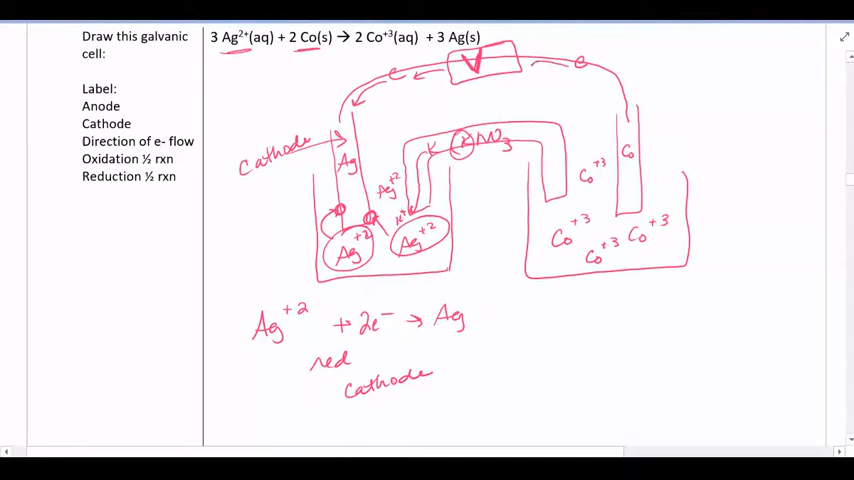 Draw this galvanic
cell:
Label:
Anode
Cathode
Direction of e- flow
Oxidation ½ rxn
Reduction ½ rxn
3 Ag²⁺(aq) + 2 Co(s) → 2 Co⁺³(aq) + 3 Ag(s)
e V e
Cathode
Ag
K KNO₃
Co⁺³
Co
Ag⁺²
K⁺
Ag⁺² Ag⁺²
Co⁺³ Co⁺³ Co⁺³
Ag⁺² + 2e⁻ → Ag
red
Cathode